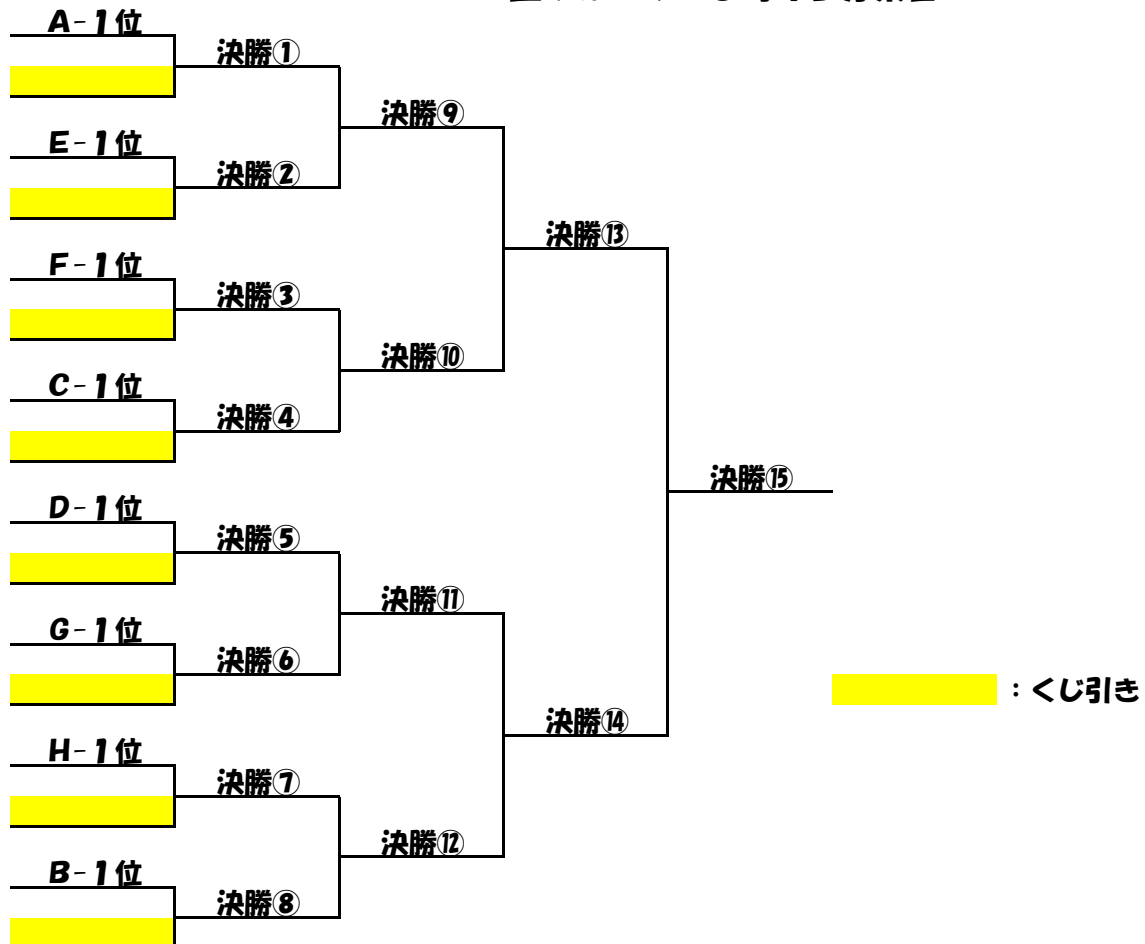 A-1位
決勝①
決勝⑨
E-1位
決勝②
決勝⑬
F-1位
決勝③
決勝⑩
C-1位
決勝④
決勝⑮
D-1位
決勝⑤
決勝⑪
G-1位
決勝⑥
：くじ引き
決勝⑭
H-1位
決勝⑦
決勝⑫
B-1位
決勝⑧